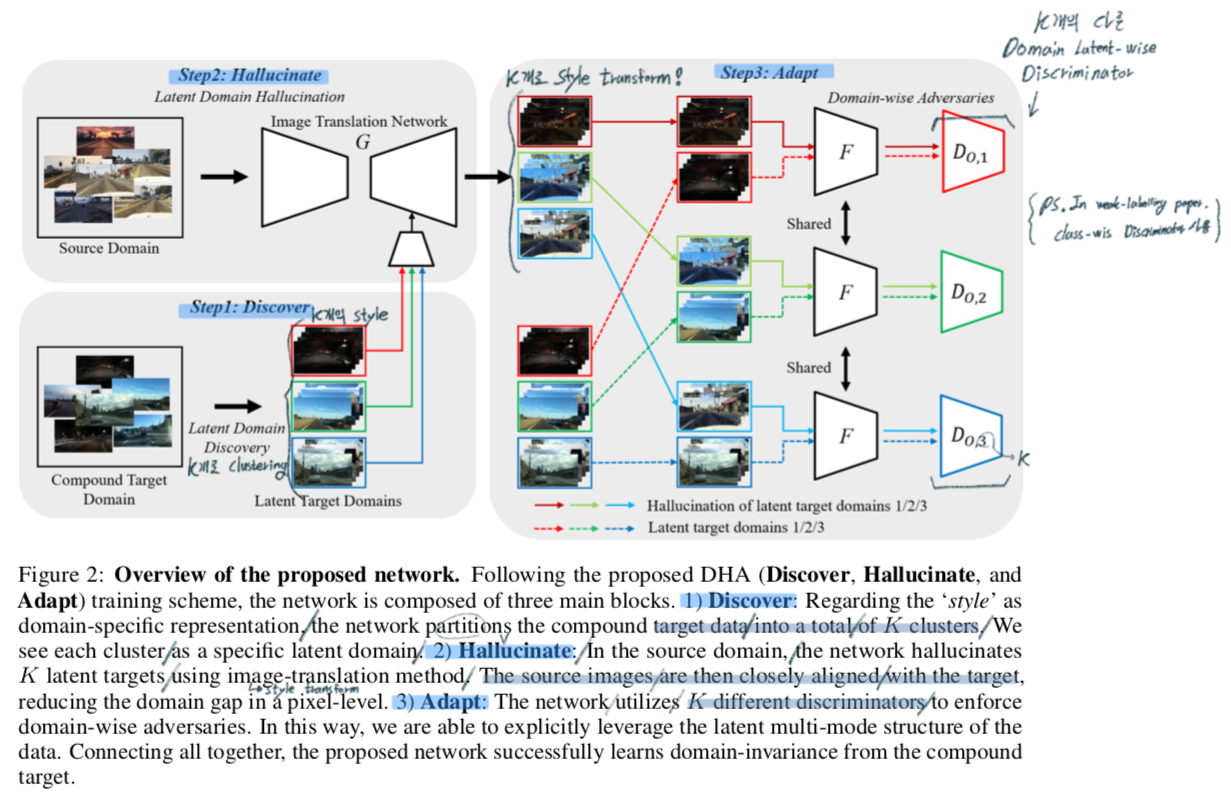 K개의 다른
Domain Latent-wise
Discriminator
Step2: Hallucinate
Latent Domain Hallucination
Image Translation Network
G
Source Domain
Step1: Discover
K개의 style
Latent Domain
Discovery
K개로 clustering
Compound Target
Domain
Latent Target Domains
K개로 style transform!
Step3: Adapt
Domain-wise Adversaries
F
D_{O,1}
Shared
F
D_{O,2}
Shared
F
D_{O,3}
K
PS. In weak-labelling paper.
class-wis Discriminator 사용
Hallucination of latent target domains 1/2/3
Latent target domains 1/2/3
Figure 2: Overview of the proposed network. Following the proposed DHA (Discover, Hallucinate, and
Adapt) training scheme, the network is composed of three main blocks. 1) Discover: Regarding the ‘style’ as
domain-specific representation, the network partitions the compound target data into a total of K clusters. We
see each cluster as a specific latent domain. 2) Hallucinate: In the source domain, the network hallucinates
K latent targets using image-translation method. The source images are then closely aligned with the target,
style transform
reducing the domain gap in a pixel-level. 3) Adapt: The network utilizes K different discriminators to enforce
domain-wise adversaries. In this way, we are able to explicitly leverage the latent multi-mode structure of the
data. Connecting all together, the proposed network successfully learns domain-invariance from the compound
target.